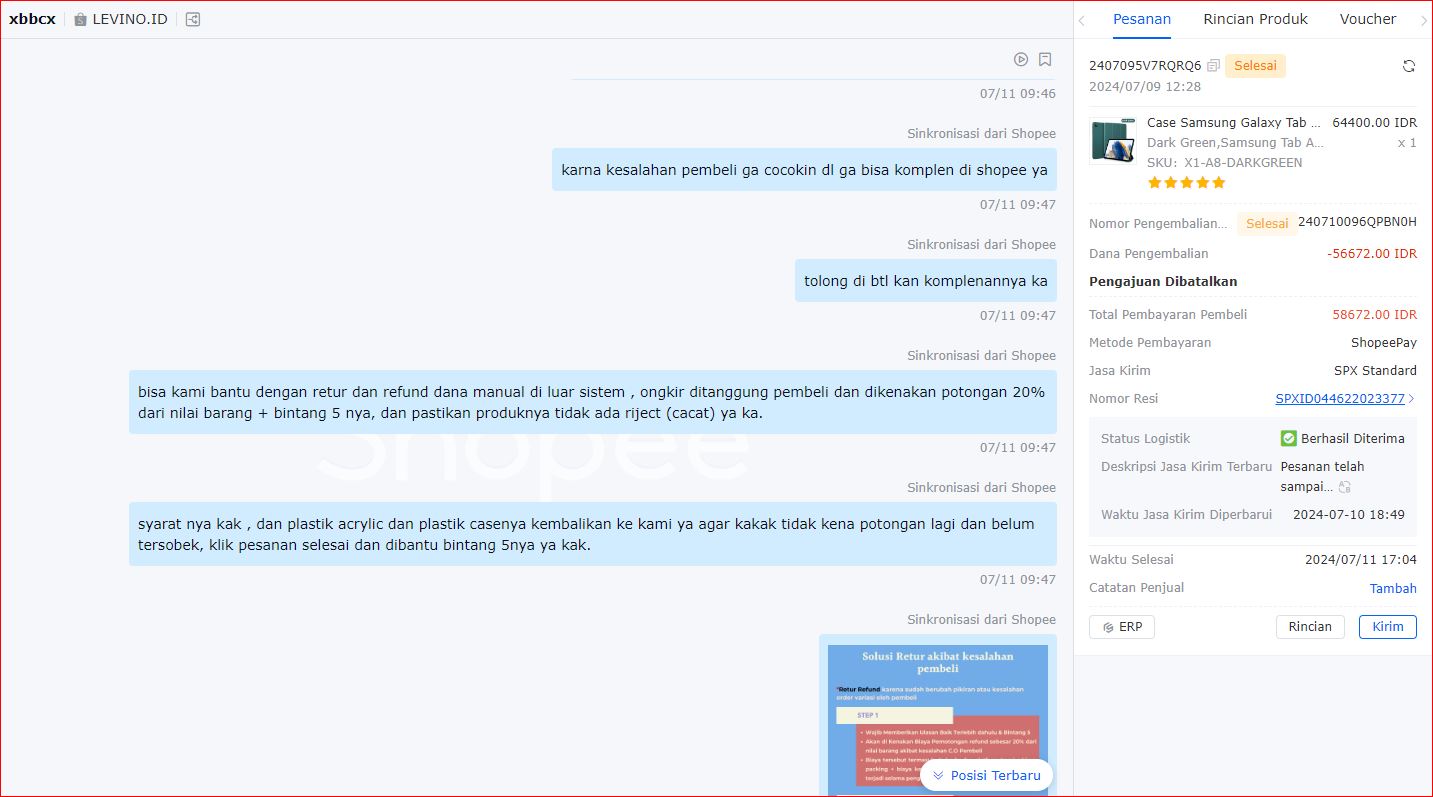 xbbcx
LEVINO.ID
Pesanan
Rincian Produk
Voucher
07/11 09:46
Sinkronisasi dari Shopee
karna kesalahan pembeli ga cocokin dl ga bisa komplen di shopee ya
07/11 09:47
Sinkronisasi dari Shopee
tolong di btl kan komplenannya ka
07/11 09:47
Sinkronisasi dari Shopee
bisa kami bantu dengan retur dan refund dana manual di luar sistem , ongkir ditanggung pembeli dan dikenakan potongan 20%
dari nilai barang + bintang 5 nya, dan pastikan produknya tidak ada riject (cacat) ya ka.
Shopee
07/11 09:47
Sinkronisasi dari Shopee
syarat nya kak , dan plastik acrylic dan plastik casenya kembalikan ke kami ya agar kakak tidak kena potongan lagi dan belum
tersobek, klik pesanan selesai dan dibantu bintang 5nya ya kak.
07/11 09:47
Sinkronisasi dari Shopee
Solusi Retur akibat kesalahan
pembeli
*Retur Refund karena sudah berubah pikiran atau kesalahan
order variasi oleh pembeli
STEP 1
• Wajib Memberikan Ulasan Baik Terlebih dahulu & Bintang 5
• Akan di Kenakan Biaya Pemotongan refund sebesar 20% dari
nilai barang akibat kesalahan C.O Pembeli
• Biaya tersebut
packing + biaya
terjadi selama
Posisi Terbaru
2407095V7RQRQ6
Selesai
2024/07/09 12:28
Case Samsung Galaxy Tab ...
64400.00 IDR
Dark Green,Samsung Tab A...
x 1
SKU: X1-A8-DARKGREEN
Nomor Pengembalian...
Selesai
240710096QPBN0H
Dana Pengembalian
-56672.00 IDR
Pengajuan Dibatalkan
Total Pembayaran Pembeli
58672.00 IDR
Metode Pembayaran
ShopeePay
Jasa Kirim
SPX Standard
Nomor Resi
SPXID044622023377
Status Logistik
Berhasil Diterima
Deskripsi Jasa Kirim Terbaru
Pesanan telah
sampai...
Waktu Jasa Kirim Diperbarui
2024-07-10 18:49
Waktu Selesai
2024/07/11 17:04
Catatan Penjual
Tambah
ERP
Rincian
Kirim